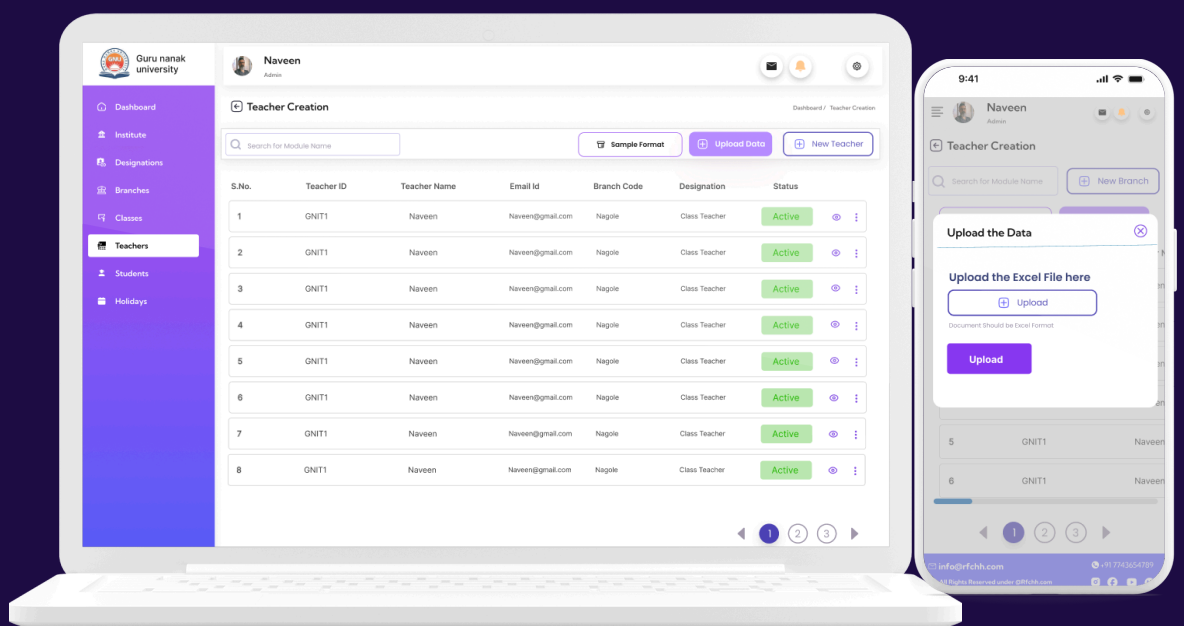 GNKU
Guru nanak
university
Naveen
Admin
Dashboard
Institute
Designations
Branches
Classes
Teachers
Students
Holidays
Teacher Creation
Dashboard / Teacher Creation
Search for Module Name
Sample Format
Upload Data
New Teacher
S.No. Teacher ID Teacher Name Email Id Branch Code Designation Status
1 GNIT1 Naveen Naveen@gmail.com Nagole Class Teacher Active
2 GNIT1 Naveen Naveen@gmail.com Nagole Class Teacher Active
3 GNIT1 Naveen Naveen@gmail.com Nagole Class Teacher Active
4 GNIT1 Naveen Naveen@gmail.com Nagole Class Teacher Active
5 GNIT1 Naveen Naveen@gmail.com Nagole Class Teacher Active
6 GNIT1 Naveen Naveen@gmail.com Nagole Class Teacher Active
7 GNIT1 Naveen Naveen@gmail.com Nagole Class Teacher Active
8 GNIT1 Naveen Naveen@gmail.com Nagole Class Teacher Active
1 2 3
9:41
Naveen
Admin
Teacher Creation
Search for Module Name
New Branch
Upload the Data
Upload the Excel File here
Upload
Document Should be Excel Format
Upload
5 GNIT1 Naveen
6 GNIT1 Naveen
1 2 3
info@rfchh.com +91 7743654789
All Rights Reserved under @Rfchh.com